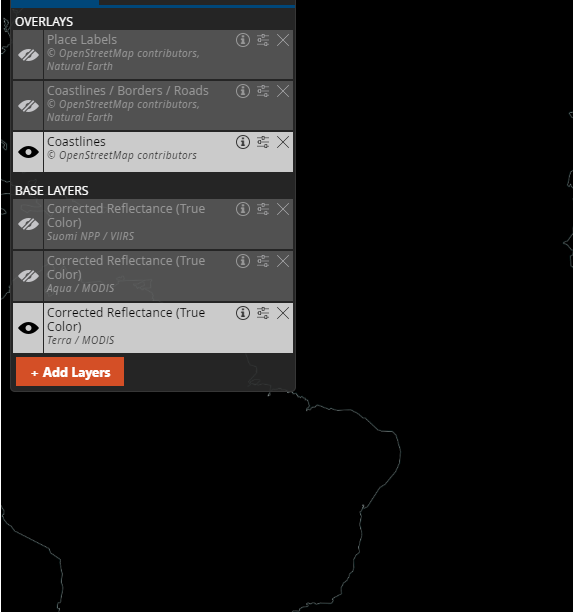 OVERLAYS
Place Labels
© OpenStreetMap contributors,
Natural Earth
Coastlines / Borders / Roads
© OpenStreetMap contributors,
Natural Earth
Coastlines
© OpenStreetMap contributors
BASE LAYERS
Corrected Reflectance (True
Color)
Suomi NPP / VIIRS
Corrected Reflectance (True
Color)
Aqua / MODIS
Corrected Reflectance (True
Color)
Terra / MODIS
+ Add Layers